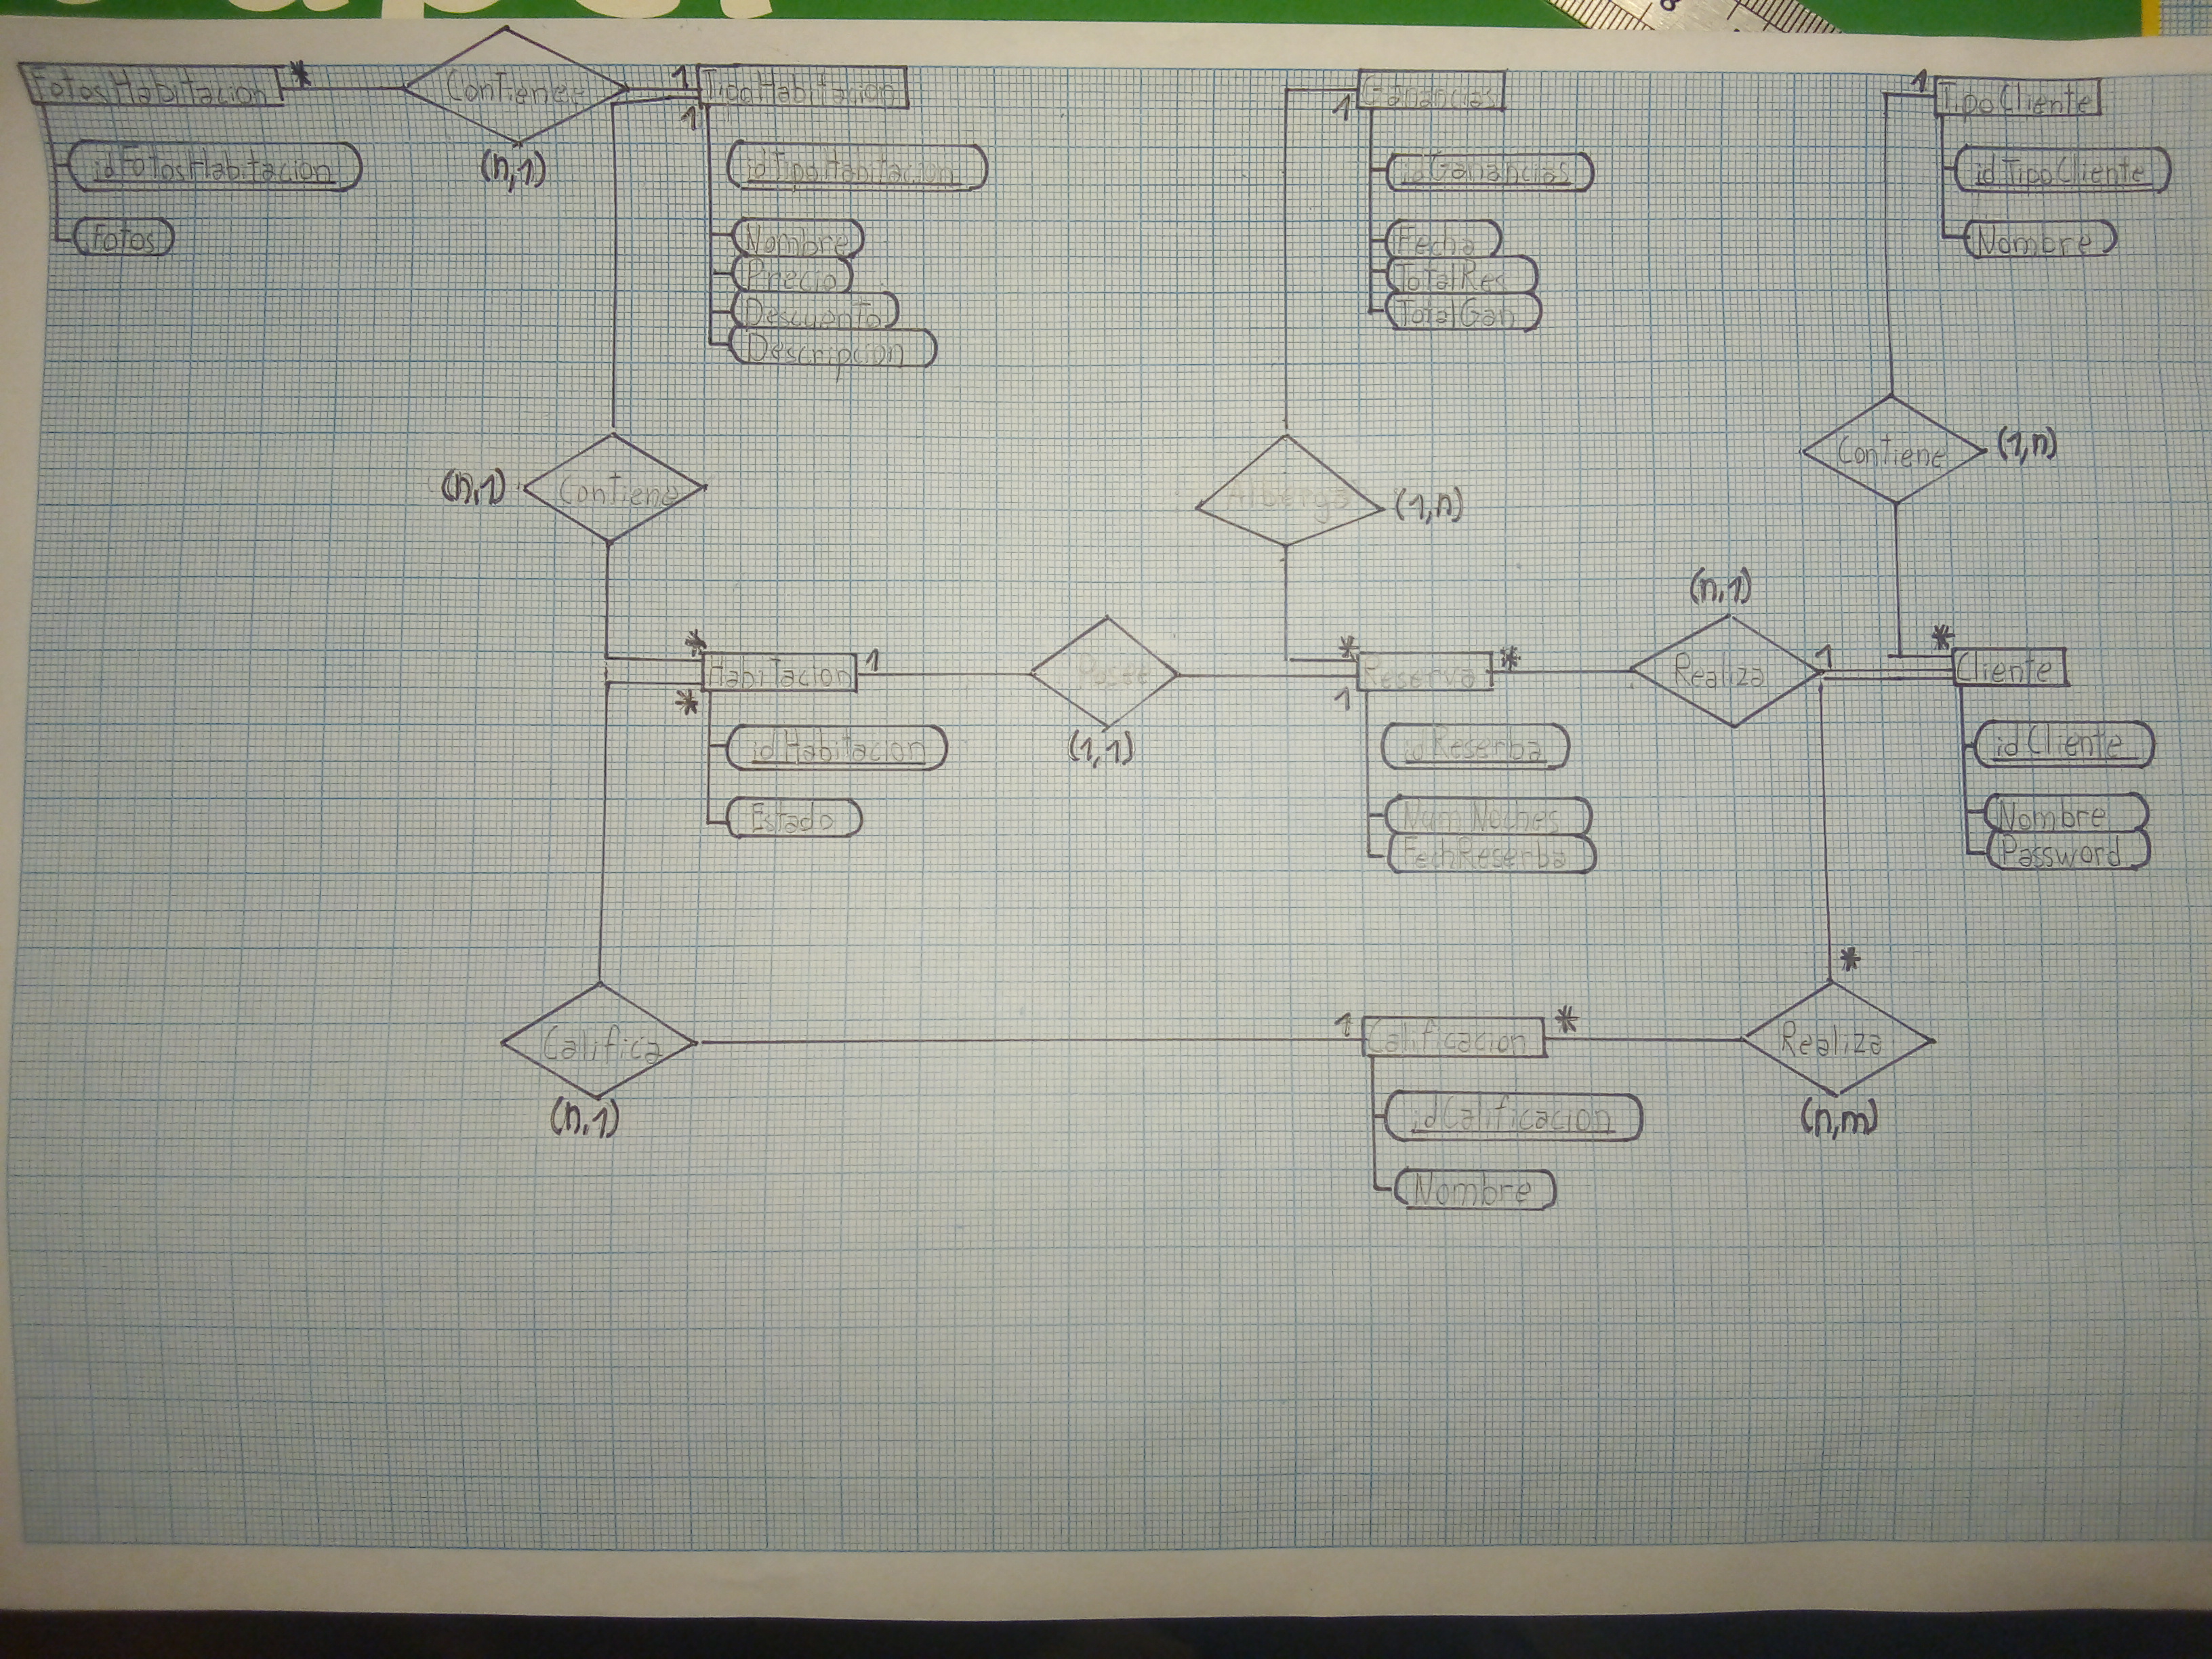 FotosHabitacion * Contiene 1 TipoHabitacion
1
(n,1)
idFotosHabitacion
Fotos
idTipoHabitacion
Nombre
Precio
Descuento
Descripcion
Ganancias
1
idGanancias
Fecha
TotalRes
TotalGan
1 TipoCliente
idTipoCliente
Nombre
(n,1) Contiene
Alberga (1,n)
Contiene (1,n)
(n,1)
* Habitacion 1
*
(1,1)
* Reserva *
1
Realiza 1
* Cliente
idHabitacion
Estado
idReserba
Num Noches
FechReserba
idCliente
Nombre
Password
*
Califica
(n,1)
1 Calificacion *
Realiza
(n,m)
idCalificacion
Nombre